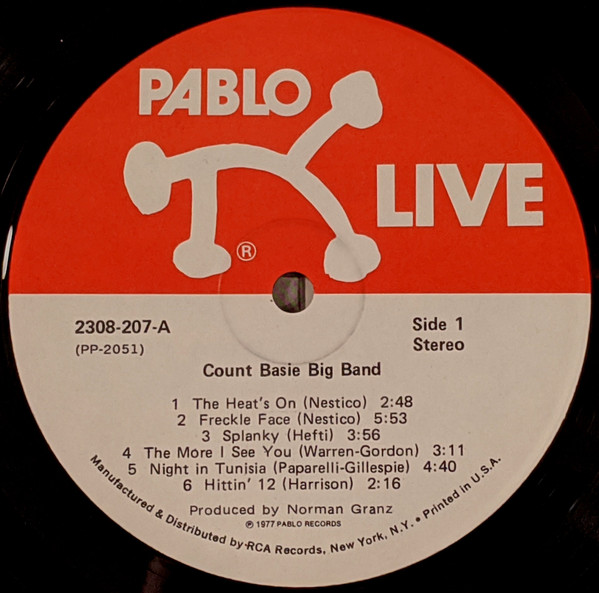 PABLO
LIVE
®
2308-207-A
(PP-2051)
Side 1
Stereo
Count Basie Big Band
1 The Heat's On (Nestico) 2:48
2 Freckle Face (Nestico) 5:53
3 Splanky (Hefti) 3:56
4 The More I See You (Warren-Gordon) 3:11
5 Night in Tunisia (Paparelli-Gillespie) 4:40
6 Hittin' 12 (Harrison) 2:16
Produced by Norman Granz
℗ 1977 PABLO RECORDS
Manufactured & Distributed by RCA Records, New York, N.Y. • Printed in U.S.A.